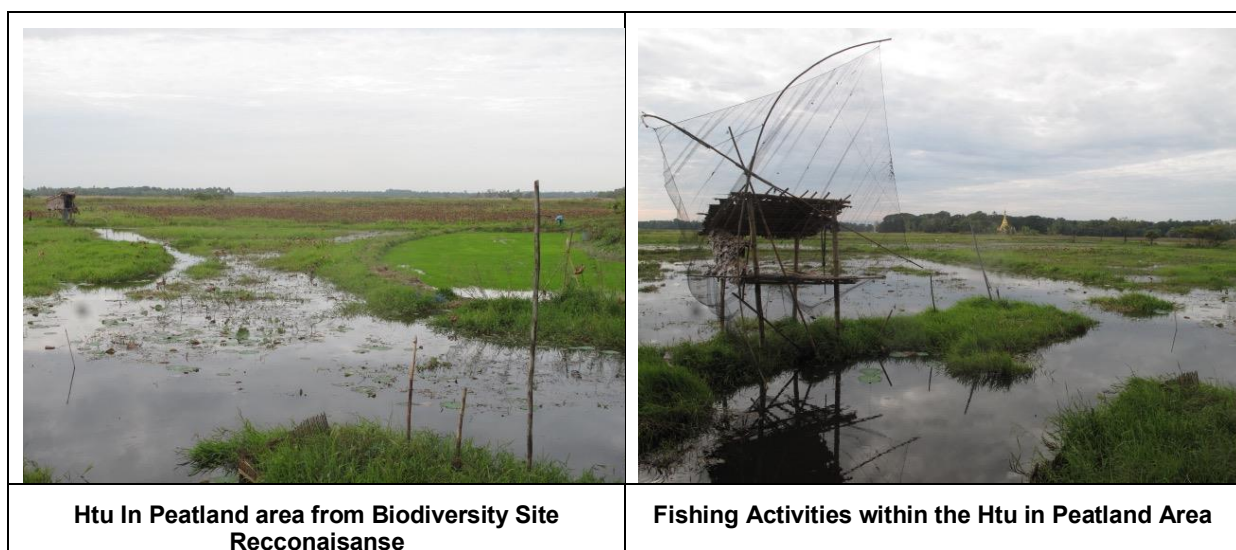 Htu In Peatland area from Biodiversity Site
Recconaisanse
Fishing Activities within the Htu in Peatland Area